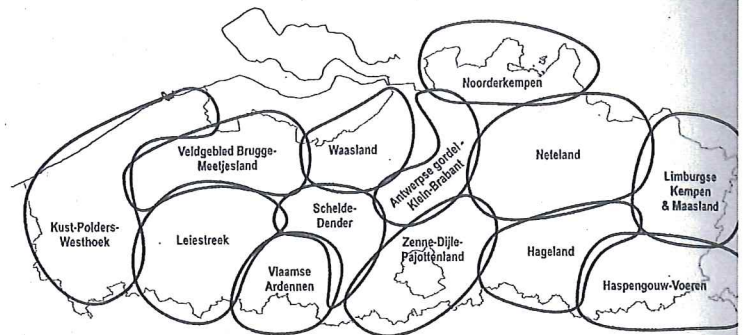 Noorderkempen
Veldgebied Brugge-
Meetjesland
Waasland
Antwerpse gordel-
Klein-Brabant
Neteland
Limburgse
Kempen
& Maasland
Kust-Polders-
Westhoek
Leiestreek
Schelde-
Dender
Vlaamse
Ardennen
Zenne-Dijle-
Pajottenland
Hageland
Haspengouw-Voeren